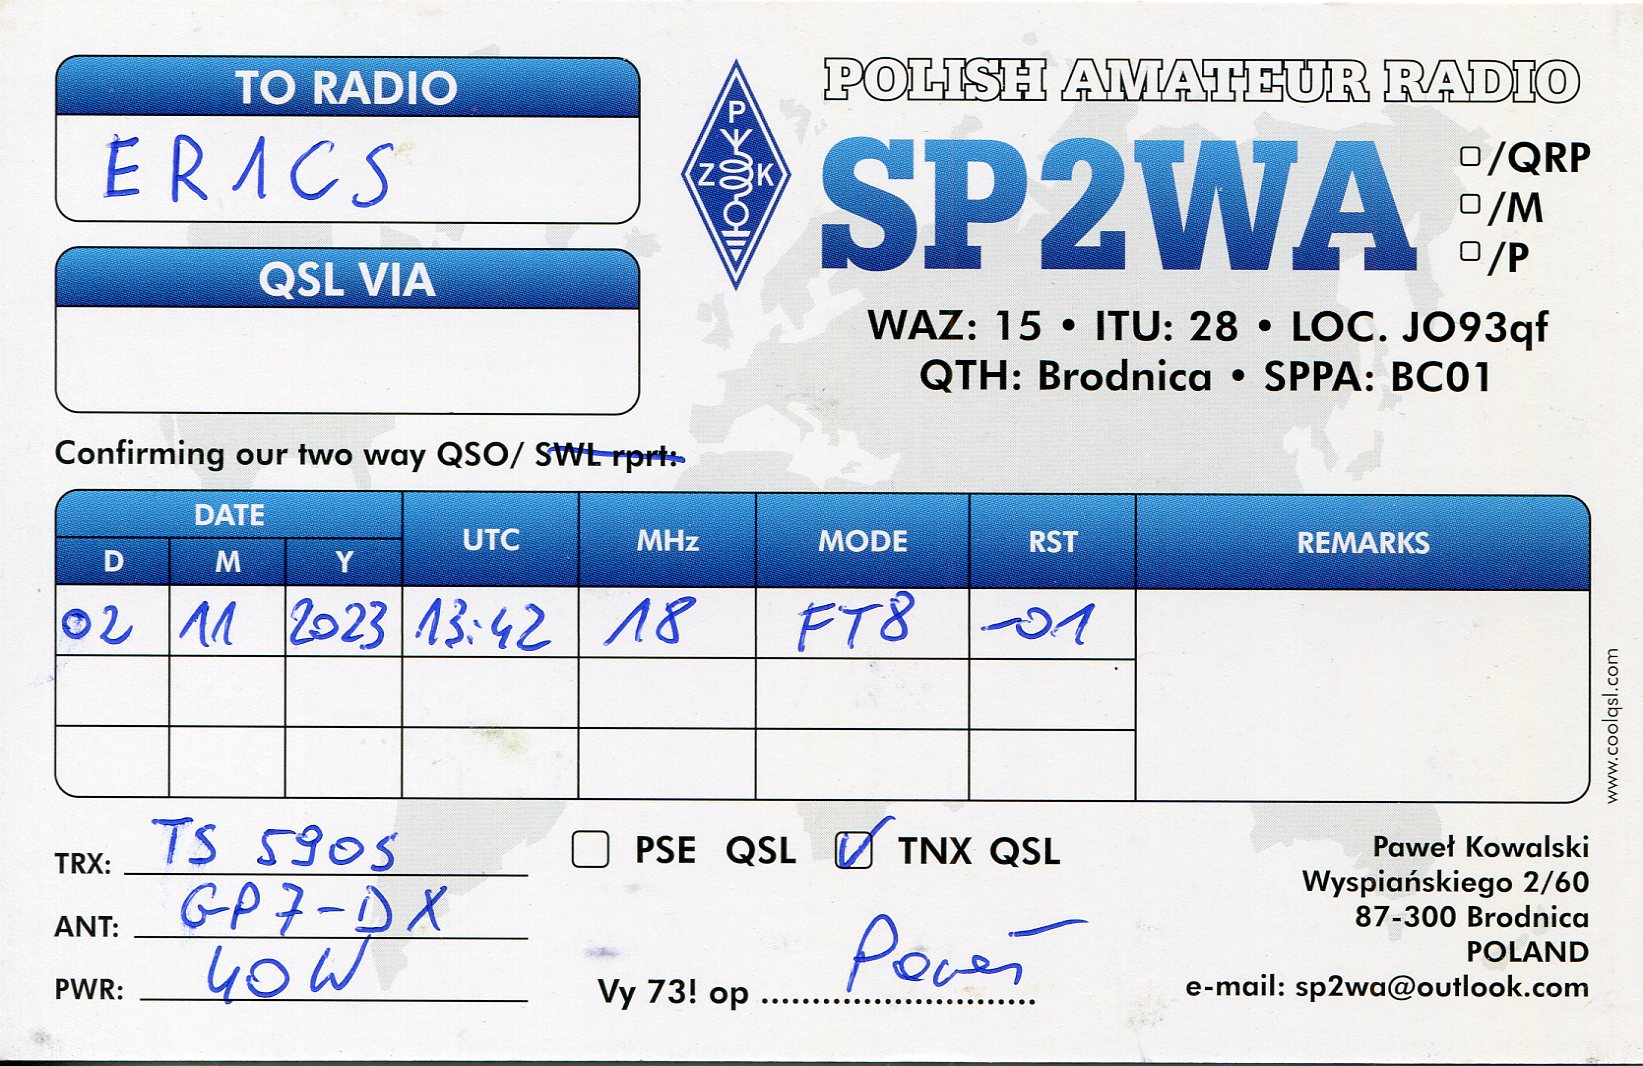 TO RADIO
ER1CS
QSL VIA
P
Z K
POLISH AMATEUR RADIO
SP2WA
/QRP
/M
/P
WAZ: 15 • ITU: 28 • LOC. JO93qf
QTH: Brodnica • SPPA: BC01
Confirming our two way QSO/ SWL rprt:
DATE UTC MHz MODE RST REMARKS
D M Y
02 11 2023 13:42 18 FT8 -01
www.coolqsl.com
TRX: TS 590S
ANT: GP7-DX
PWR: 40W
PSE QSL TNX QSL
Vy 73! op Paweł
Paweł Kowalski
Wyspiańskiego 2/60
87-300 Brodnica
POLAND
e-mail: sp2wa@outlook.com